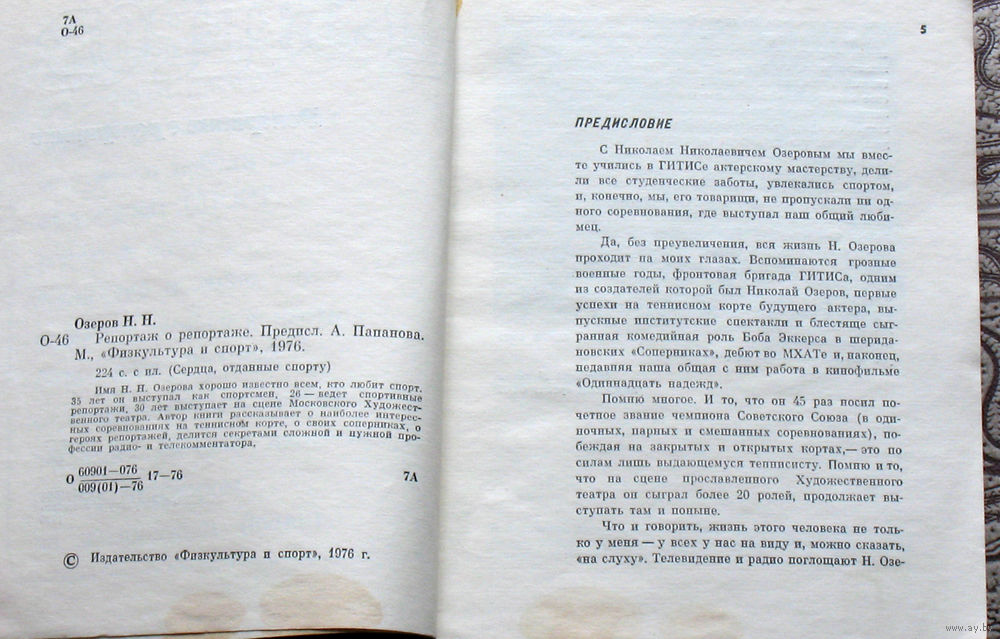 7А
О-46
Озеров Н. Н.
О-46 Репортаж о репортаже. Предисл. А. Папанова.
М., «Физкультура и спорт», 1976.
224 с. с ил. (Сердца, отданные спорту)
Имя Н. Н. Озерова хорошо известно всем, кто любит спорт.
35 лет он выступал как спортсмен, 26 — ведет спортивные
репортажи, 30 лет выступает на сцене Московского Художест-
венного театра. Автор книги рассказывает о наиболее интерес-
ных соревнованиях на теннисном корте, о своих соперниках, о
героях репортажей, делится секретами сложной и нужной про-
фессии радио- и телекомментатора.
О 60901—076 17—76 7А
009(01)—76
© Издательство «Физкультура и спорт», 1976 г.
5
ПРЕДИСЛОВИЕ
С Николаем Николаевичем Озеровым мы вмес-
те учились в ГИТИСе актерскому мастерству, дели-
ли все студенческие заботы, увлекались спортом,
и, конечно, мы, его товарищи, не пропускали ни од-
ного соревнования, где выступал наш общий люби-
мец.
Да, без преувеличения, вся жизнь Н. Озерова
проходит на моих глазах. Вспоминаются грозные
военные годы, фронтовая бригада ГИТИСа, одним
из создателей которой был Николай Озеров, первые
успехи на теннисном корте будущего актера, вы-
пускные институтские спектакли и блестяще сыг-
ранная комедийная роль Боба Эккерса в шерида-
новских «Соперниках», дебют во МХАТе и, наконец,
недавняя наша общая с ним работа в кинофильме
«Одиннадцать надежд».
Помню многое. И то, что он 45 раз носил по-
четное звание чемпиона Советского Союза (в оди-
ночных, парных и смешанных соревнованиях), по-
беждая на закрытых и открытых кортах,— это по
силам лишь выдающемуся теннисисту. Помню и то,
что на сцене прославленного Художественного
театра он сыграл более 20 ролей, продолжает вы-
ступать там и поныне.
Что и говорить, жизнь этого человека не толь-
ко у меня — у всех у нас на виду и, можно сказать,
«на слуху». Телевидение и радио поглощают Н. Озе-
www.ay.by